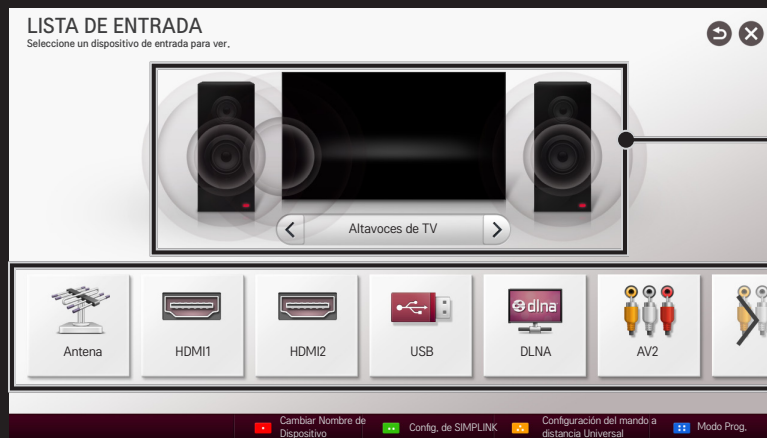 LISTA DE ENTRADA
Seleccione un dispositivo de entrada para ver.
Altavoces de TV
dlna
Antena
HDMI1
HDMI2
USB
DLNA
AV2
Cambiar Nombre de
Dispositivo
Config. de SIMPLINK
Configuración del mando a
distancia Universal
Modo Prog.